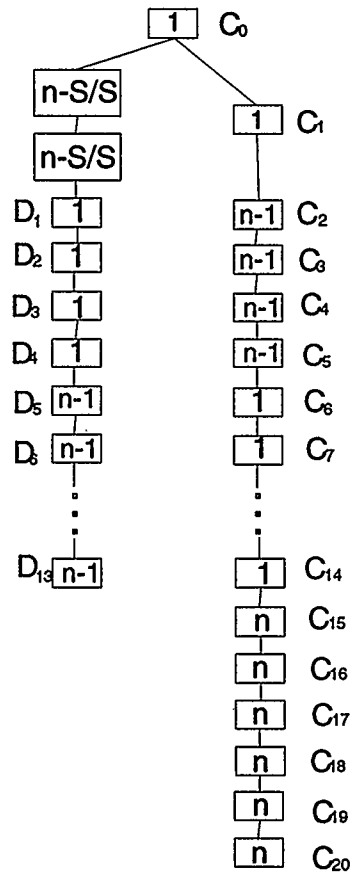 1 C₀
n-S/S
1 C₁
n-S/S
D₁ 1 n-1 C₂
D₂ 1 n-1 C₃
D₃ 1 n-1 C₄
D₄ 1 n-1 C₅
D₅ n-1 1 C₆
D₆ n-1 1 C₇
D₁₃ n-1 1 C₁₄
n C₁₅
n C₁₆
n C₁₇
n C₁₈
n C₁₉
n C₂₀